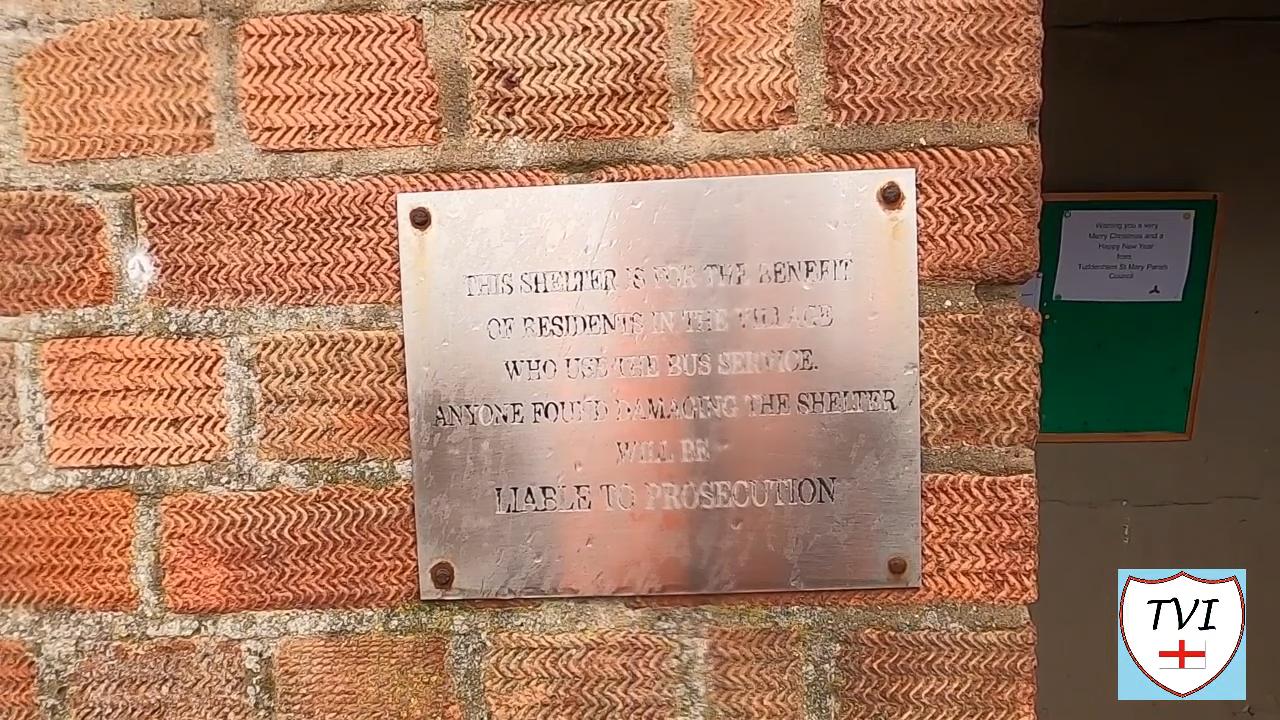 THIS SHELTER IS FOR THE BENEFIT
OF RESIDENTS IN THE VILLAGE
WHO USE THE BUS SERVICE.
ANYONE FOUND DAMAGING THE SHELTER
WILL BE
LIABLE TO PROSECUTION
Wishing you a very
Merry Christmas and a
Happy New Year
from
Tuddenham St Mary Parish
Council
TVI